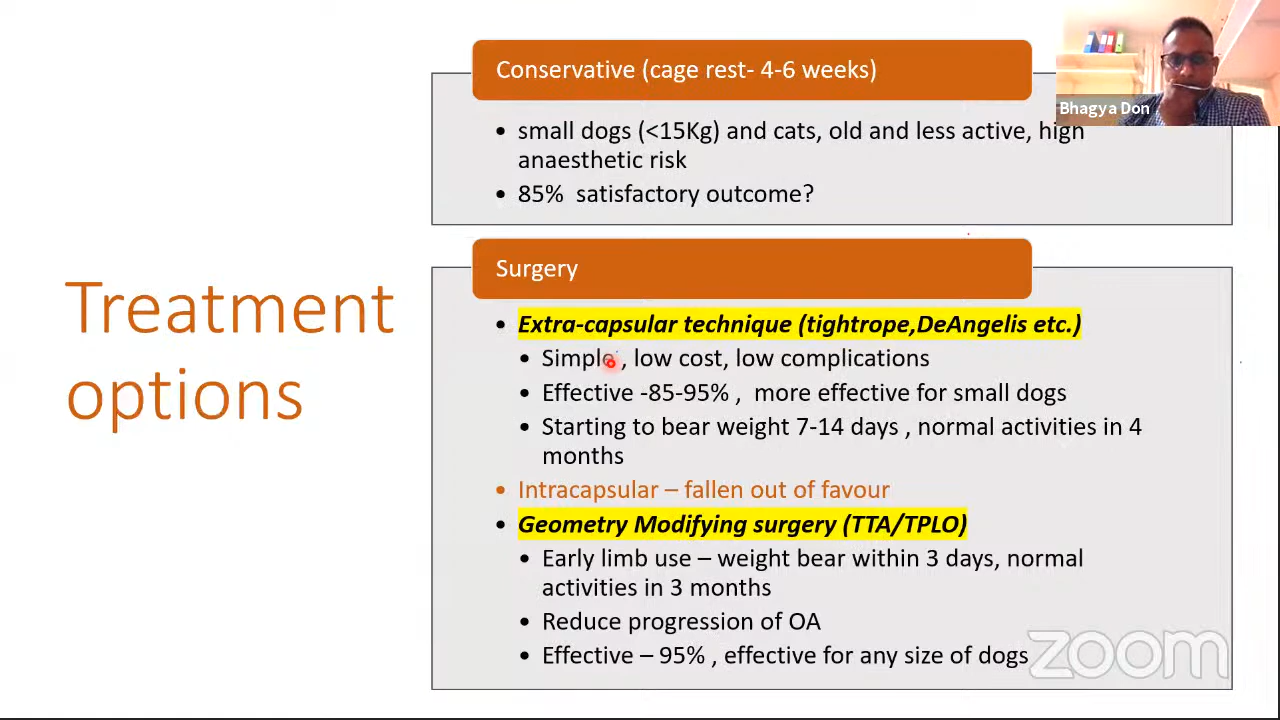 Treatment
options
Conservative (cage rest- 4-6 weeks)
• small dogs (<15Kg) and cats, old and less active, high
anaesthetic risk
• 85% satisfactory outcome?
Surgery
• Extra-capsular technique (tightrope,DeAngelis etc.)
• Simple , low cost, low complications
• Effective -85-95% , more effective for small dogs
• Starting to bear weight 7-14 days , normal activities in 4
months
• Intracapsular – fallen out of favour
• Geometry Modifying surgery (TTA/TPLO)
• Early limb use – weight bear within 3 days, normal
activities in 3 months
• Reduce progression of OA
• Effective – 95% , effective for any size of dogs
Bhagya Don
zoom